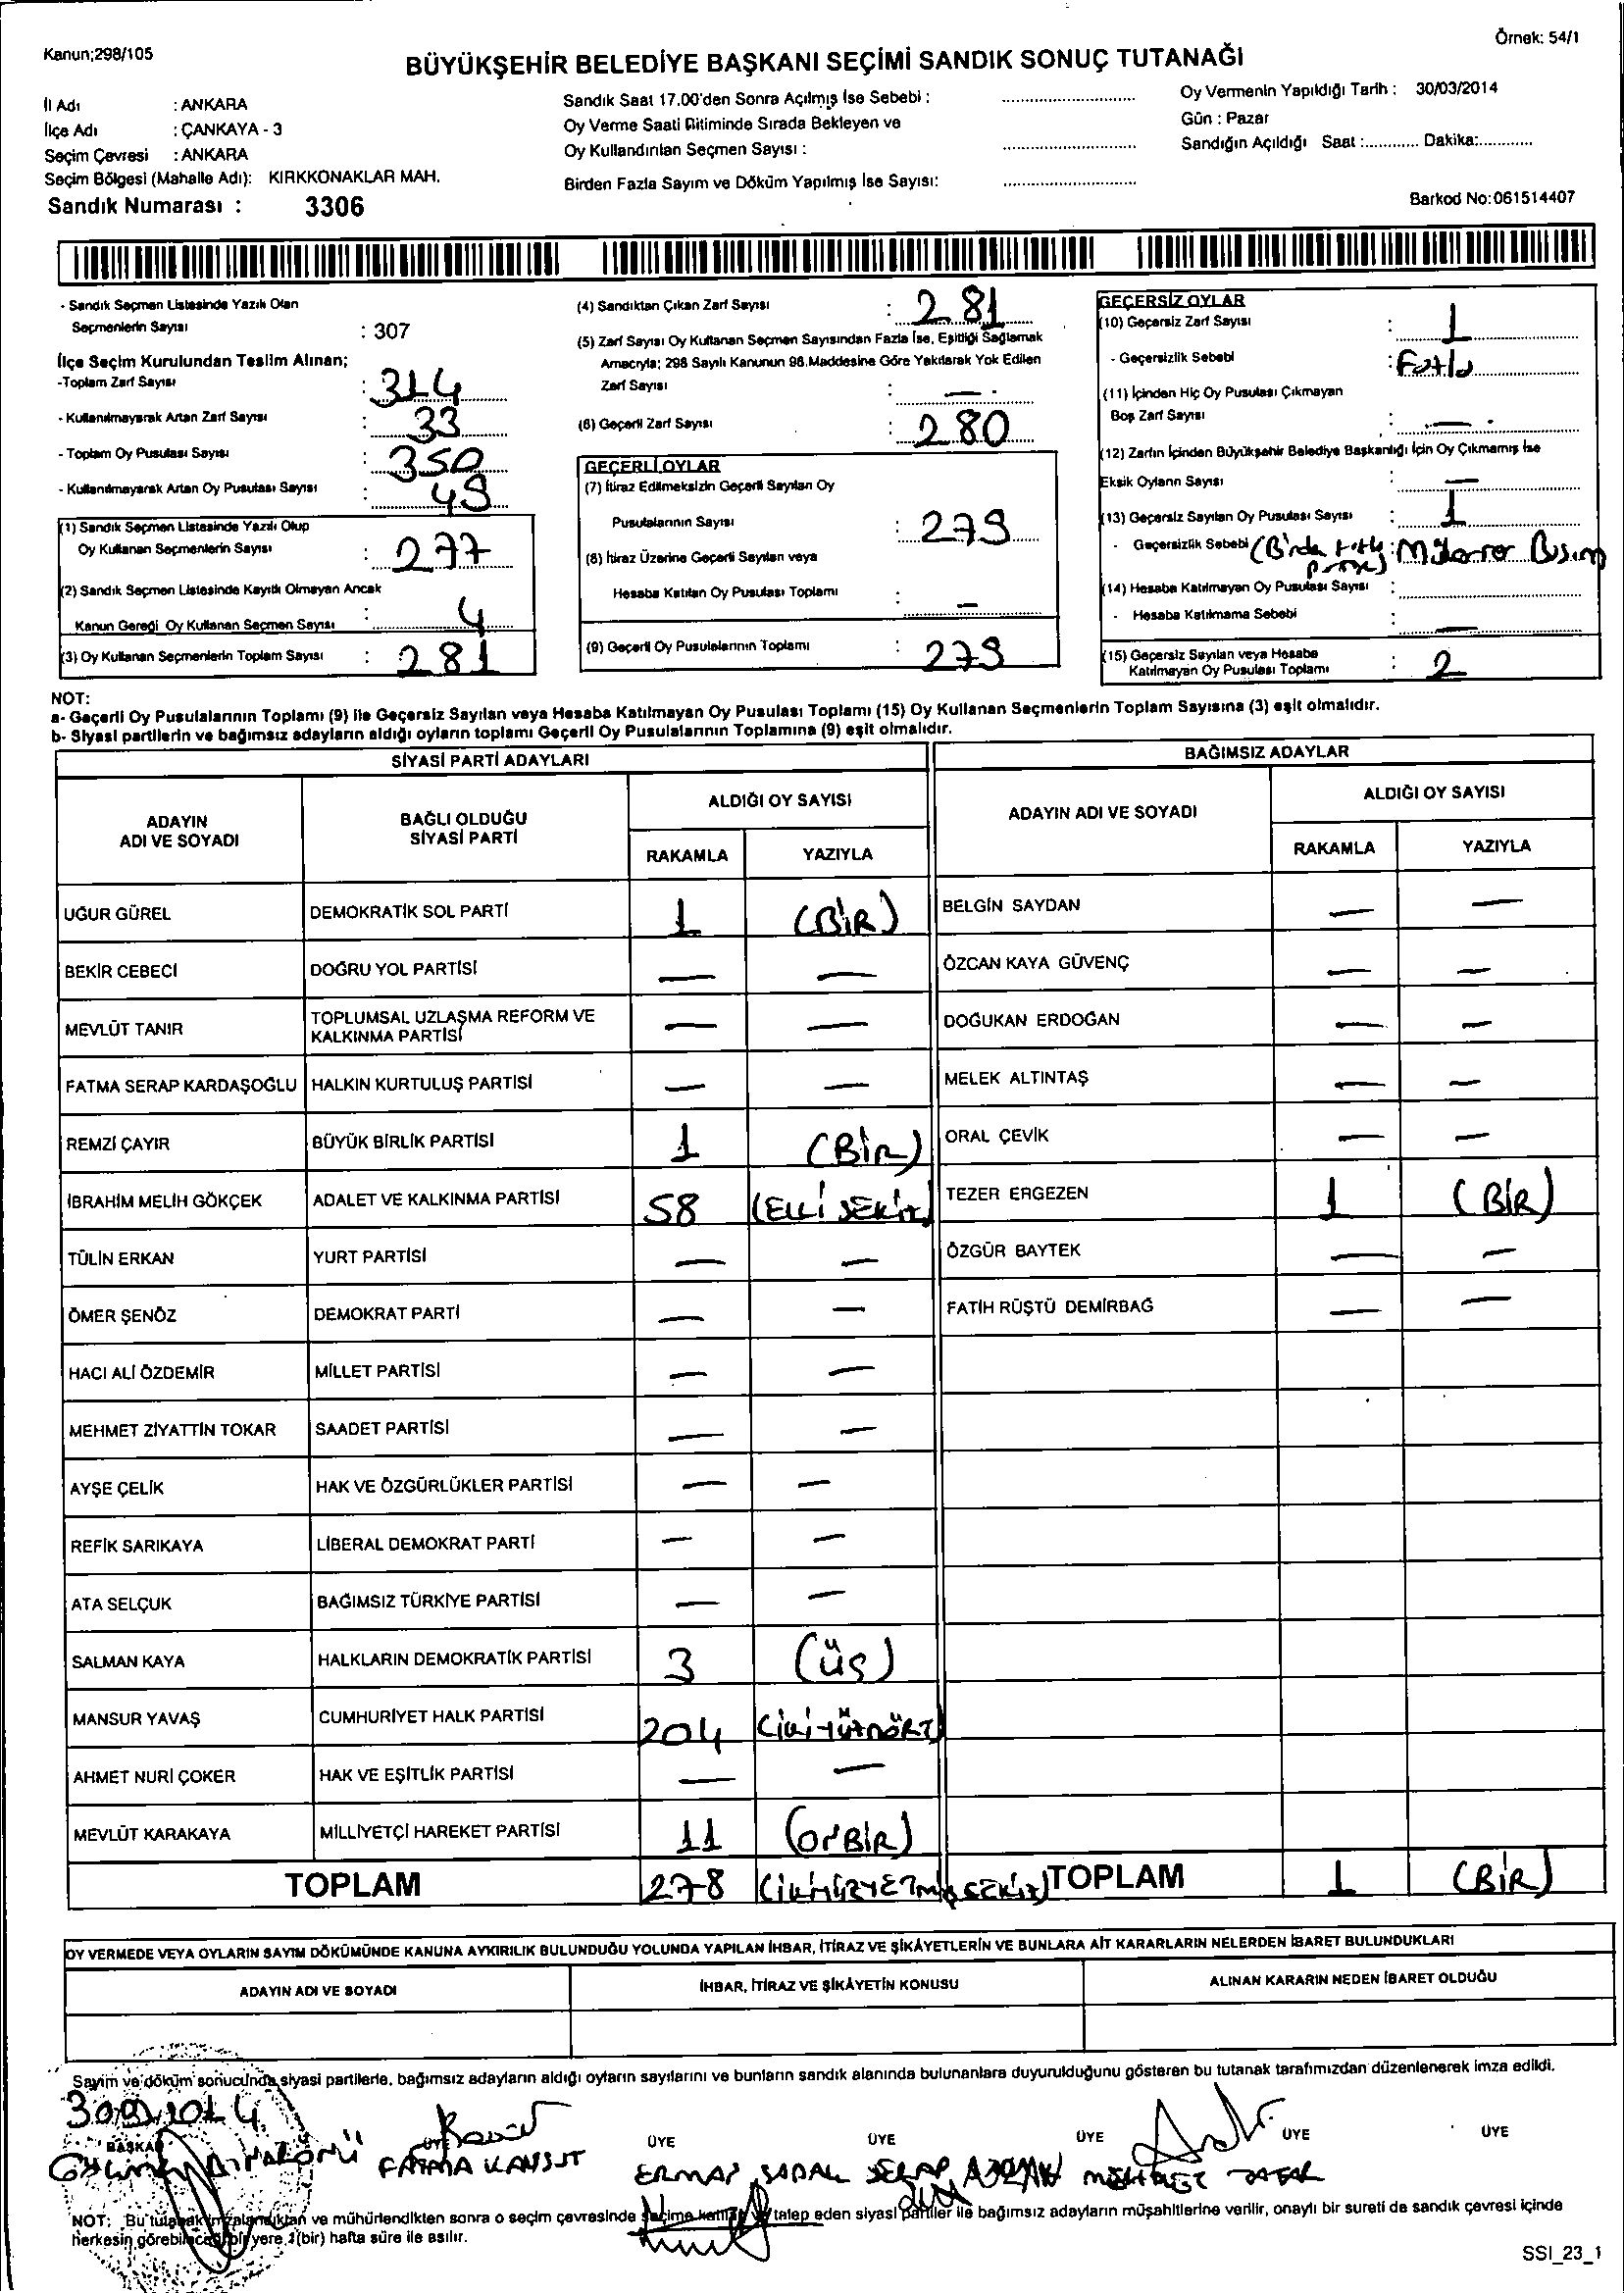 Kanun;298/105
Örnek: 54/1
BÜYÜKŞEHİR BELEDİYE BAŞKANI SEÇİMİ SANDIK SONUÇ TUTANAĞI
İl Adı : ANKARA
İlçe Adı : ÇANKAYA - 3
Seçim Çevresi : ANKARA
Seçim Bölgesi (Mahalle Adı): KIRKKONAKLAR MAH.
Sandık Numarası : 3306
Sandık Saat 17.00'den Sonra Açılmış İse Sebebi :
Oy Verme Saati Bitiminde Sırada Bekleyen ve
Oy Kullandırılan Seçmen Sayısı :
Birden Fazla Sayım ve Döküm Yapılmış İse Sayısı:
Oy Vermenin Yapıldığı Tarih : 30/03/2014
Gün : Pazar
Sandığın Açıldığı Saat :............ Dakika:............
Barkod No:061514407
- Sandık Seçmen Listesinde Yazılı Olan
Seçmenlerin Sayısı : 307
İlçe Seçim Kurulundan Teslim Alınan;
-Toplam Zarf Sayısı : 314
- Kullanılmayarak Artan Zarf Sayısı : 33
- Toplam Oy Pusulası Sayısı : 350
- Kullanılmayarak Artan Oy Pusulası Sayısı : 49
(1) Sandık Seçmen Listesinde Yazılı Olup
Oy Kullanan Seçmenlerin Sayısı : 277
(2) Sandık Seçmen Listesinde Kayıtlı Olmayan Ancak
Kanun Gereği Oy Kullanan Seçmen Sayısı : 4
(3) Oy Kullanan Seçmenlerin Toplam Sayısı : 281
(4) Sandıktan Çıkan Zarf Sayısı : 281
(5) Zarf Sayısı Oy Kullanan Seçmen Sayısından Fazla İse, Eşitliği Sağlamak
Amacıyla; 298 Sayılı Kanunun 98.Maddesine Göre Yakılarak Yok Edilen
Zarf Sayısı : —
(6) Geçerli Zarf Sayısı : 280
GEÇERLİ OYLAR
(7) İtiraz Edilmeksizin Geçerli Sayılan Oy
Pusulalarının Sayısı : 279
(8) İtiraz Üzerine Geçerli Sayılan veya
Hesaba Katılan Oy Pusulası Toplamı : —
(9) Geçerli Oy Pusulalarının Toplamı : 279
GEÇERSİZ OYLAR
(10) Geçersiz Zarf Sayısı : 1
- Geçersizlik Sebebi : Fazla
(11) İçinden Hiç Oy Pusulası Çıkmayan
Boş Zarf Sayısı : —
(12) Zarfın İçinden Büyükşehir Belediye Başkanlığı İçin Oy Çıkmamış İse
Eksik Oyların Sayısı : —
(13) Geçersiz Sayılan Oy Pusulası Sayısı : 1
- Geçersizlik Sebebi : Mükerrer Basım
(14) Hesaba Katılmayan Oy Pusulası Sayısı :
- Hesaba Katılmama Sebebi : —
(15) Geçersiz Sayılan veya Hesaba
Katılmayan Oy Pusulası Toplamı : 2
NOT:
a- Geçerli Oy Pusulalarının Toplamı (9) ile Geçersiz Sayılan veya Hesaba Katılmayan Oy Pusulası Toplamı (15) Oy Kullanan Seçmenlerin Toplam Sayısına (3) eşit olmalıdır.
b- Siyasi partilerin ve bağımsız adayların aldığı oyların toplamı Geçerli Oy Pusulalarının Toplamına (9) eşit olmalıdır.
SİYASİ PARTİ ADAYLARI
BAĞIMSIZ ADAYLAR
ADAYIN ADI VE SOYADI
BAĞLI OLDUĞU SİYASİ PARTİ
ALDIĞI OY SAYISI
RAKAMLA YAZIYLA
ADAYIN ADI VE SOYADI
ALDIĞI OY SAYISI
RAKAMLA YAZIYLA
UĞUR GÜREL DEMOKRATİK SOL PARTİ 1 (BİR) BELGİN SAYDAN — —
BEKİR CEBECİ DOĞRU YOL PARTİSİ — — ÖZCAN KAYA GÜVENÇ — —
MEVLÜT TANIR TOPLUMSAL UZLAŞMA REFORM VE KALKINMA PARTİSİ — — DOĞUKAN ERDOĞAN — —
FATMA SERAP KARDAŞOĞLU HALKIN KURTULUŞ PARTİSİ — — MELEK ALTINTAŞ — —
REMZİ ÇAYIR BÜYÜK BİRLİK PARTİSİ 1 (BİR) ORAL ÇEVİK — —
İBRAHİM MELİH GÖKÇEK ADALET VE KALKINMA PARTİSİ 58 (ELLİ SEKİZ) TEZER ERGEZEN 1 (BİR)
TÜLİN ERKAN YURT PARTİSİ — — ÖZGÜR BAYTEK — —
ÖMER ŞENÖZ DEMOKRAT PARTİ — — FATİH RÜŞTÜ DEMİRBAĞ — —
HACI ALİ ÖZDEMİR MİLLET PARTİSİ — —
MEHMET ZİYATTİN TOKAR SAADET PARTİSİ — —
AYŞE ÇELİK HAK VE ÖZGÜRLÜKLER PARTİSİ — —
REFİK SARIKAYA LİBERAL DEMOKRAT PARTİ — —
ATA SELÇUK BAĞIMSIZ TÜRKİYE PARTİSİ — —
SALMAN KAYA HALKLARIN DEMOKRATİK PARTİSİ 3 (üç)
MANSUR YAVAŞ CUMHURİYET HALK PARTİSİ 204 (İKİYÜZDÖRT)
AHMET NURİ ÇOKER HAK VE EŞİTLİK PARTİSİ — —
MEVLÜT KARAKAYA MİLLİYETÇİ HAREKET PARTİSİ 11 (ONBİR)
TOPLAM 278 (İKİYÜZYETMİŞSEKİZ) TOPLAM 1 (BİR)
OY VERMEDE VEYA OYLARIN SAYIM DÖKÜMÜNDE KANUNA AYKIRILIK BULUNDUĞU YOLUNDA YAPILAN İHBAR, İTİRAZ VE ŞİKÂYETLERİN VE BUNLARA AİT KARARLARIN NELERDEN İBARET BULUNDUKLARI
ADAYIN ADI VE SOYADI İHBAR, İTİRAZ VE ŞİKÂYETİN KONUSU ALINAN KARARIN NEDEN İBARET OLDUĞU
Sayım ve döküm sonucunda siyasi partilerle, bağımsız adayların aldığı oyların sayılarını ve bunların sandık alanında bulunanlara duyurulduğunu gösteren bu tutanak tarafımızdan düzenlenerek imza edildi.
BAŞKAN ÜYE ÜYE ÜYE ÜYE ÜYE ÜYE
FATMA
NOT: Bu tutanak imzalandıktan ve mühürlendikten sonra o seçim çevresinde seçime katılan ve talep eden siyasi partiler ile bağımsız adayların müşahitlerine verilir, onaylı bir sureti de sandık çevresi içinde
herkesin görebileceği bir yere 1(bir) hafta süre ile asılır.
SSI_23_1